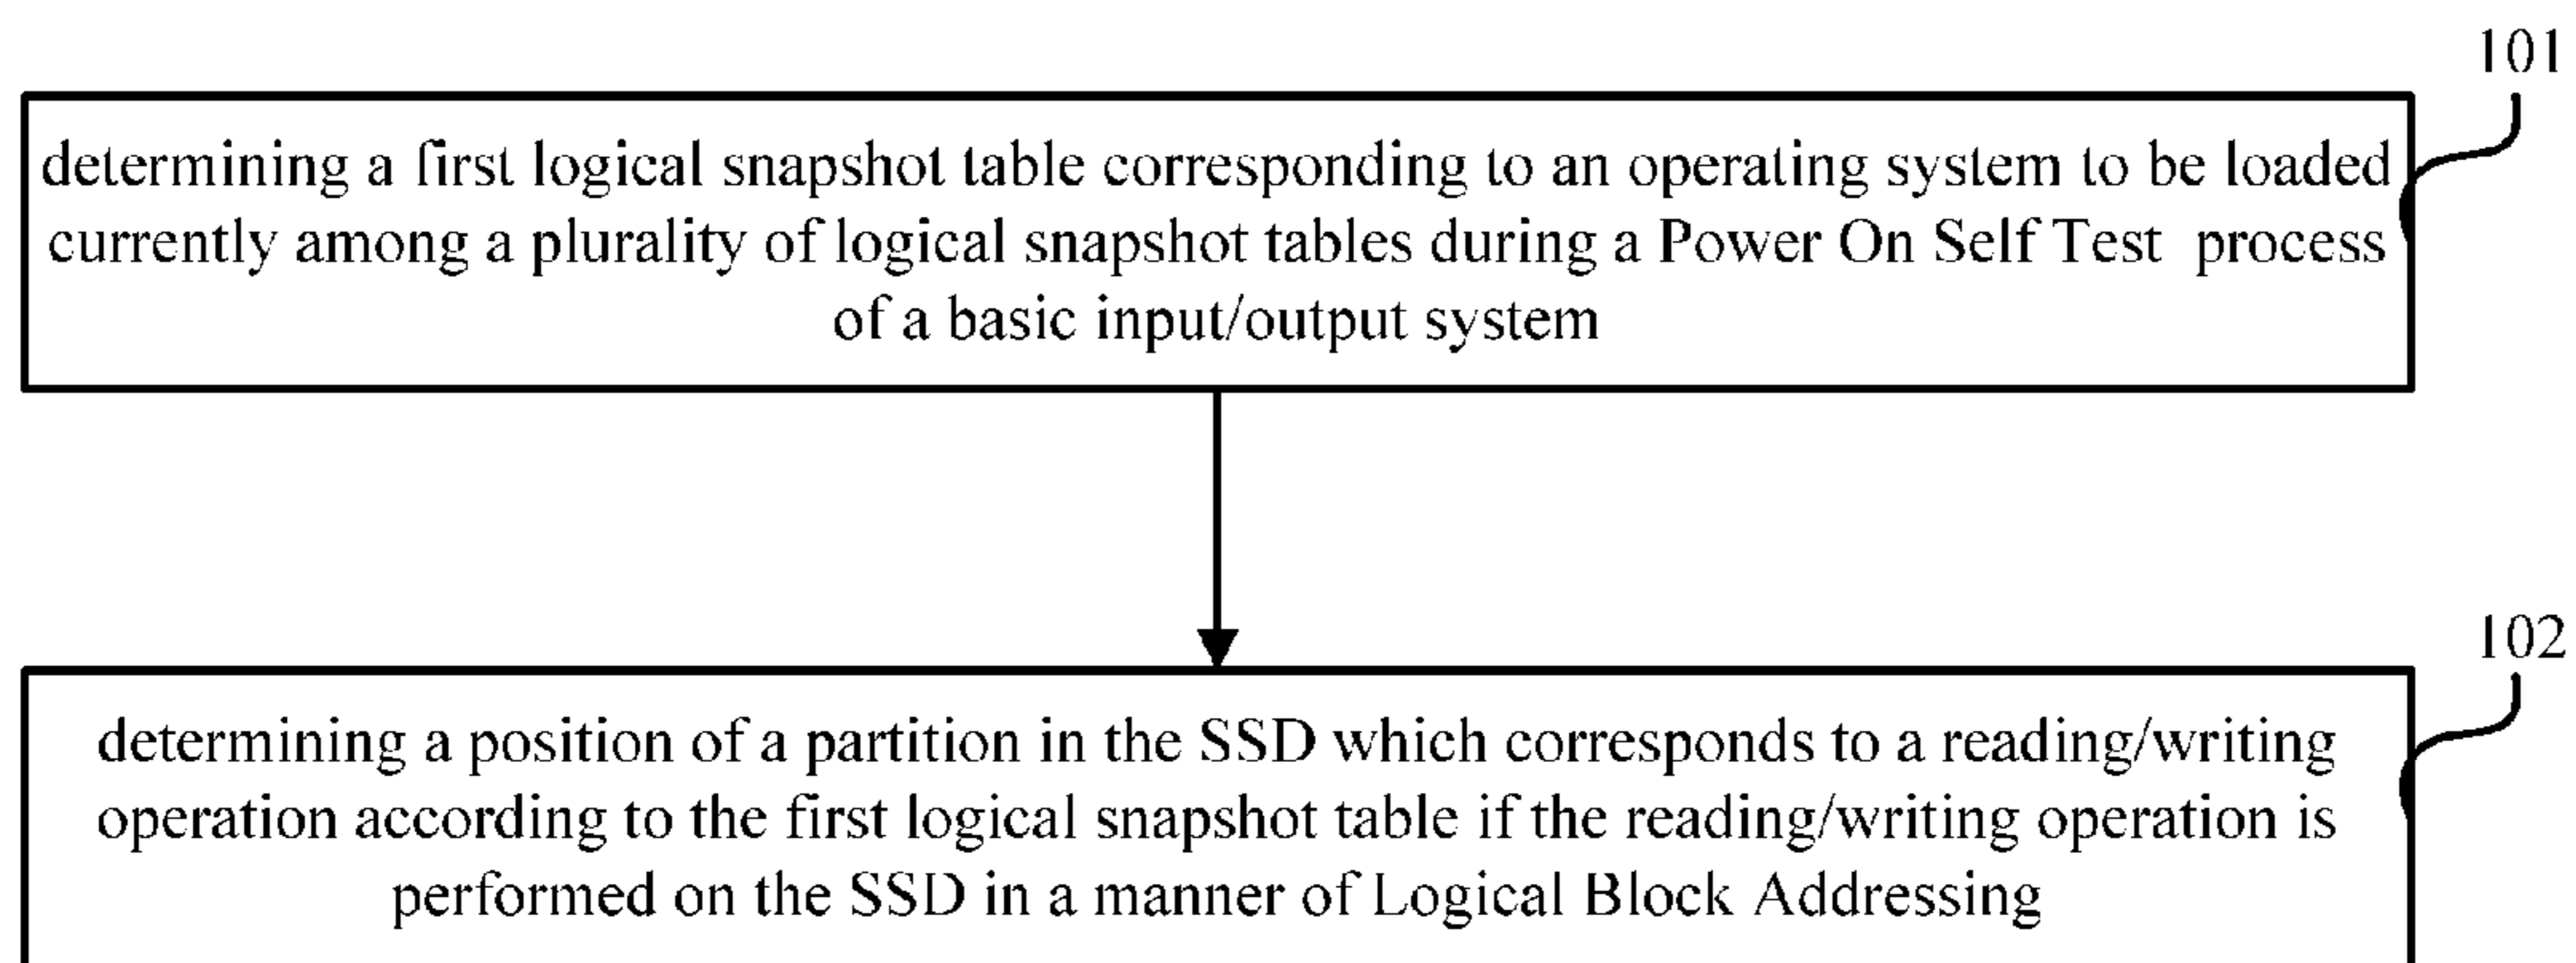 101
determining a first logical snapshot table corresponding to an operating system to be loaded
currently among a plurality of logical snapshot tables during a Power On Self Test process
of a basic input/output system
102
determining a position of a partition in the SSD which corresponds to a reading/writing
operation according to the first logical snapshot table if the reading/writing operation is
performed on the SSD in a manner of Logical Block Addressing